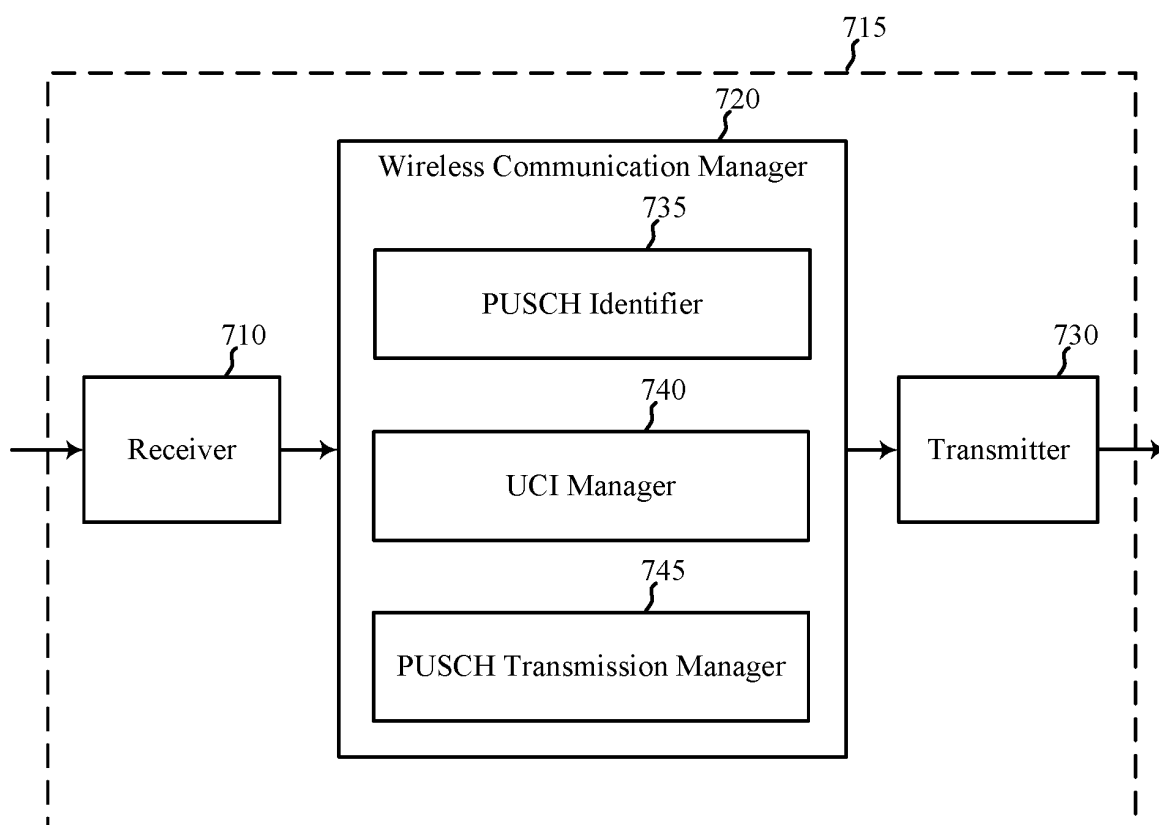 715
720
Wireless Communication Manager
735
PUSCH Identifier
710
Receiver
740
UCI Manager
730
Transmitter
745
PUSCH Transmission Manager